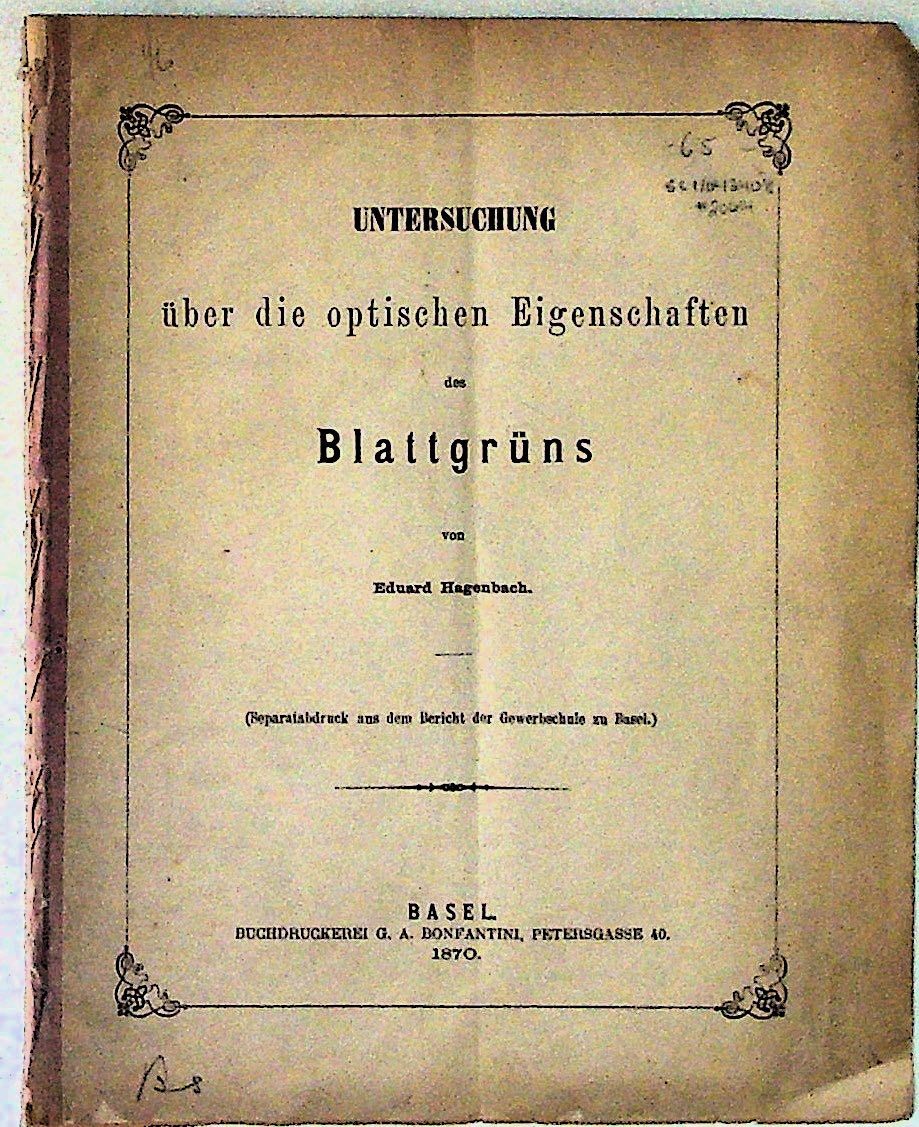 -65
UNTERSUCHUNG
über die optischen Eigenschaften
des
Blattgrüns
von
Eduard Hagenbach.
(Separatabdruck aus dem Bericht der Gewerbschule zu Basel.)
BASEL.
BUCHDRUCKEREI G. A. BONFANTINI, PETERSGASSE 40.
1870.